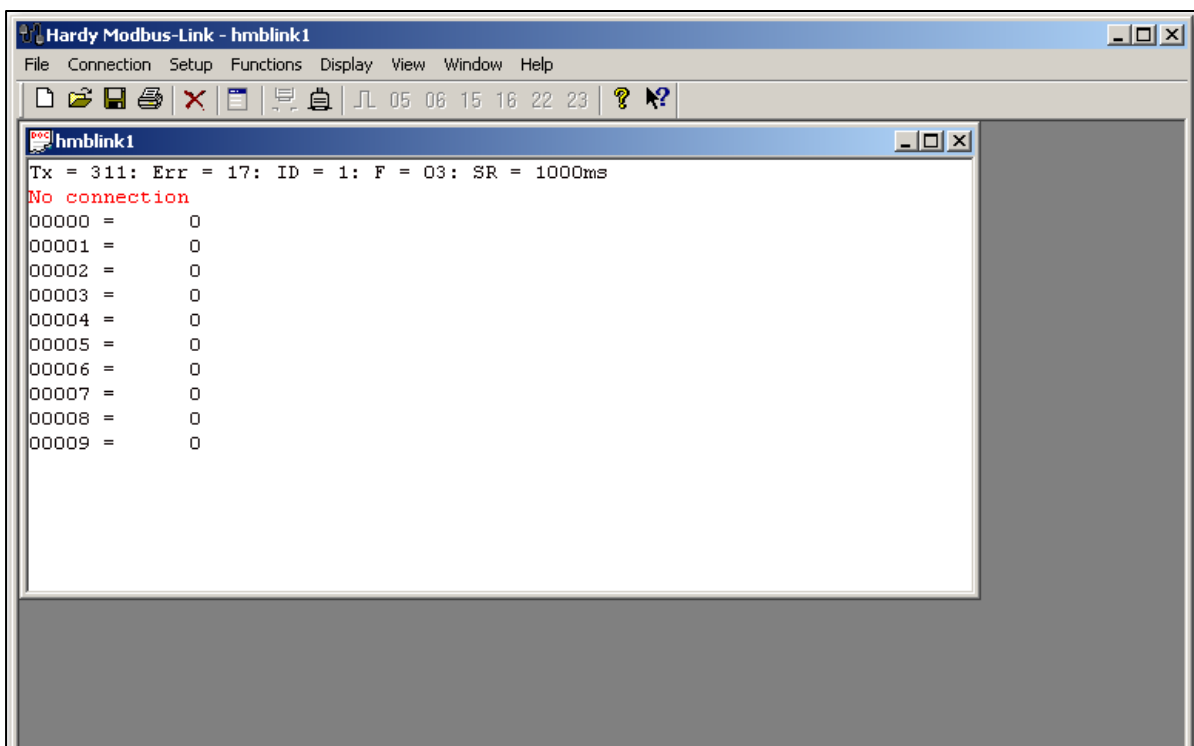 Hardy Modbus-Link - hmblink1
File Connection Setup Functions Display View Window Help
05 06 15 16 22 23
hmblink1
Tx = 311: Err = 17: ID = 1: F = 03: SR = 1000ms
No connection
00000 = 0
00001 = 0
00002 = 0
00003 = 0
00004 = 0
00005 = 0
00006 = 0
00007 = 0
00008 = 0
00009 = 0